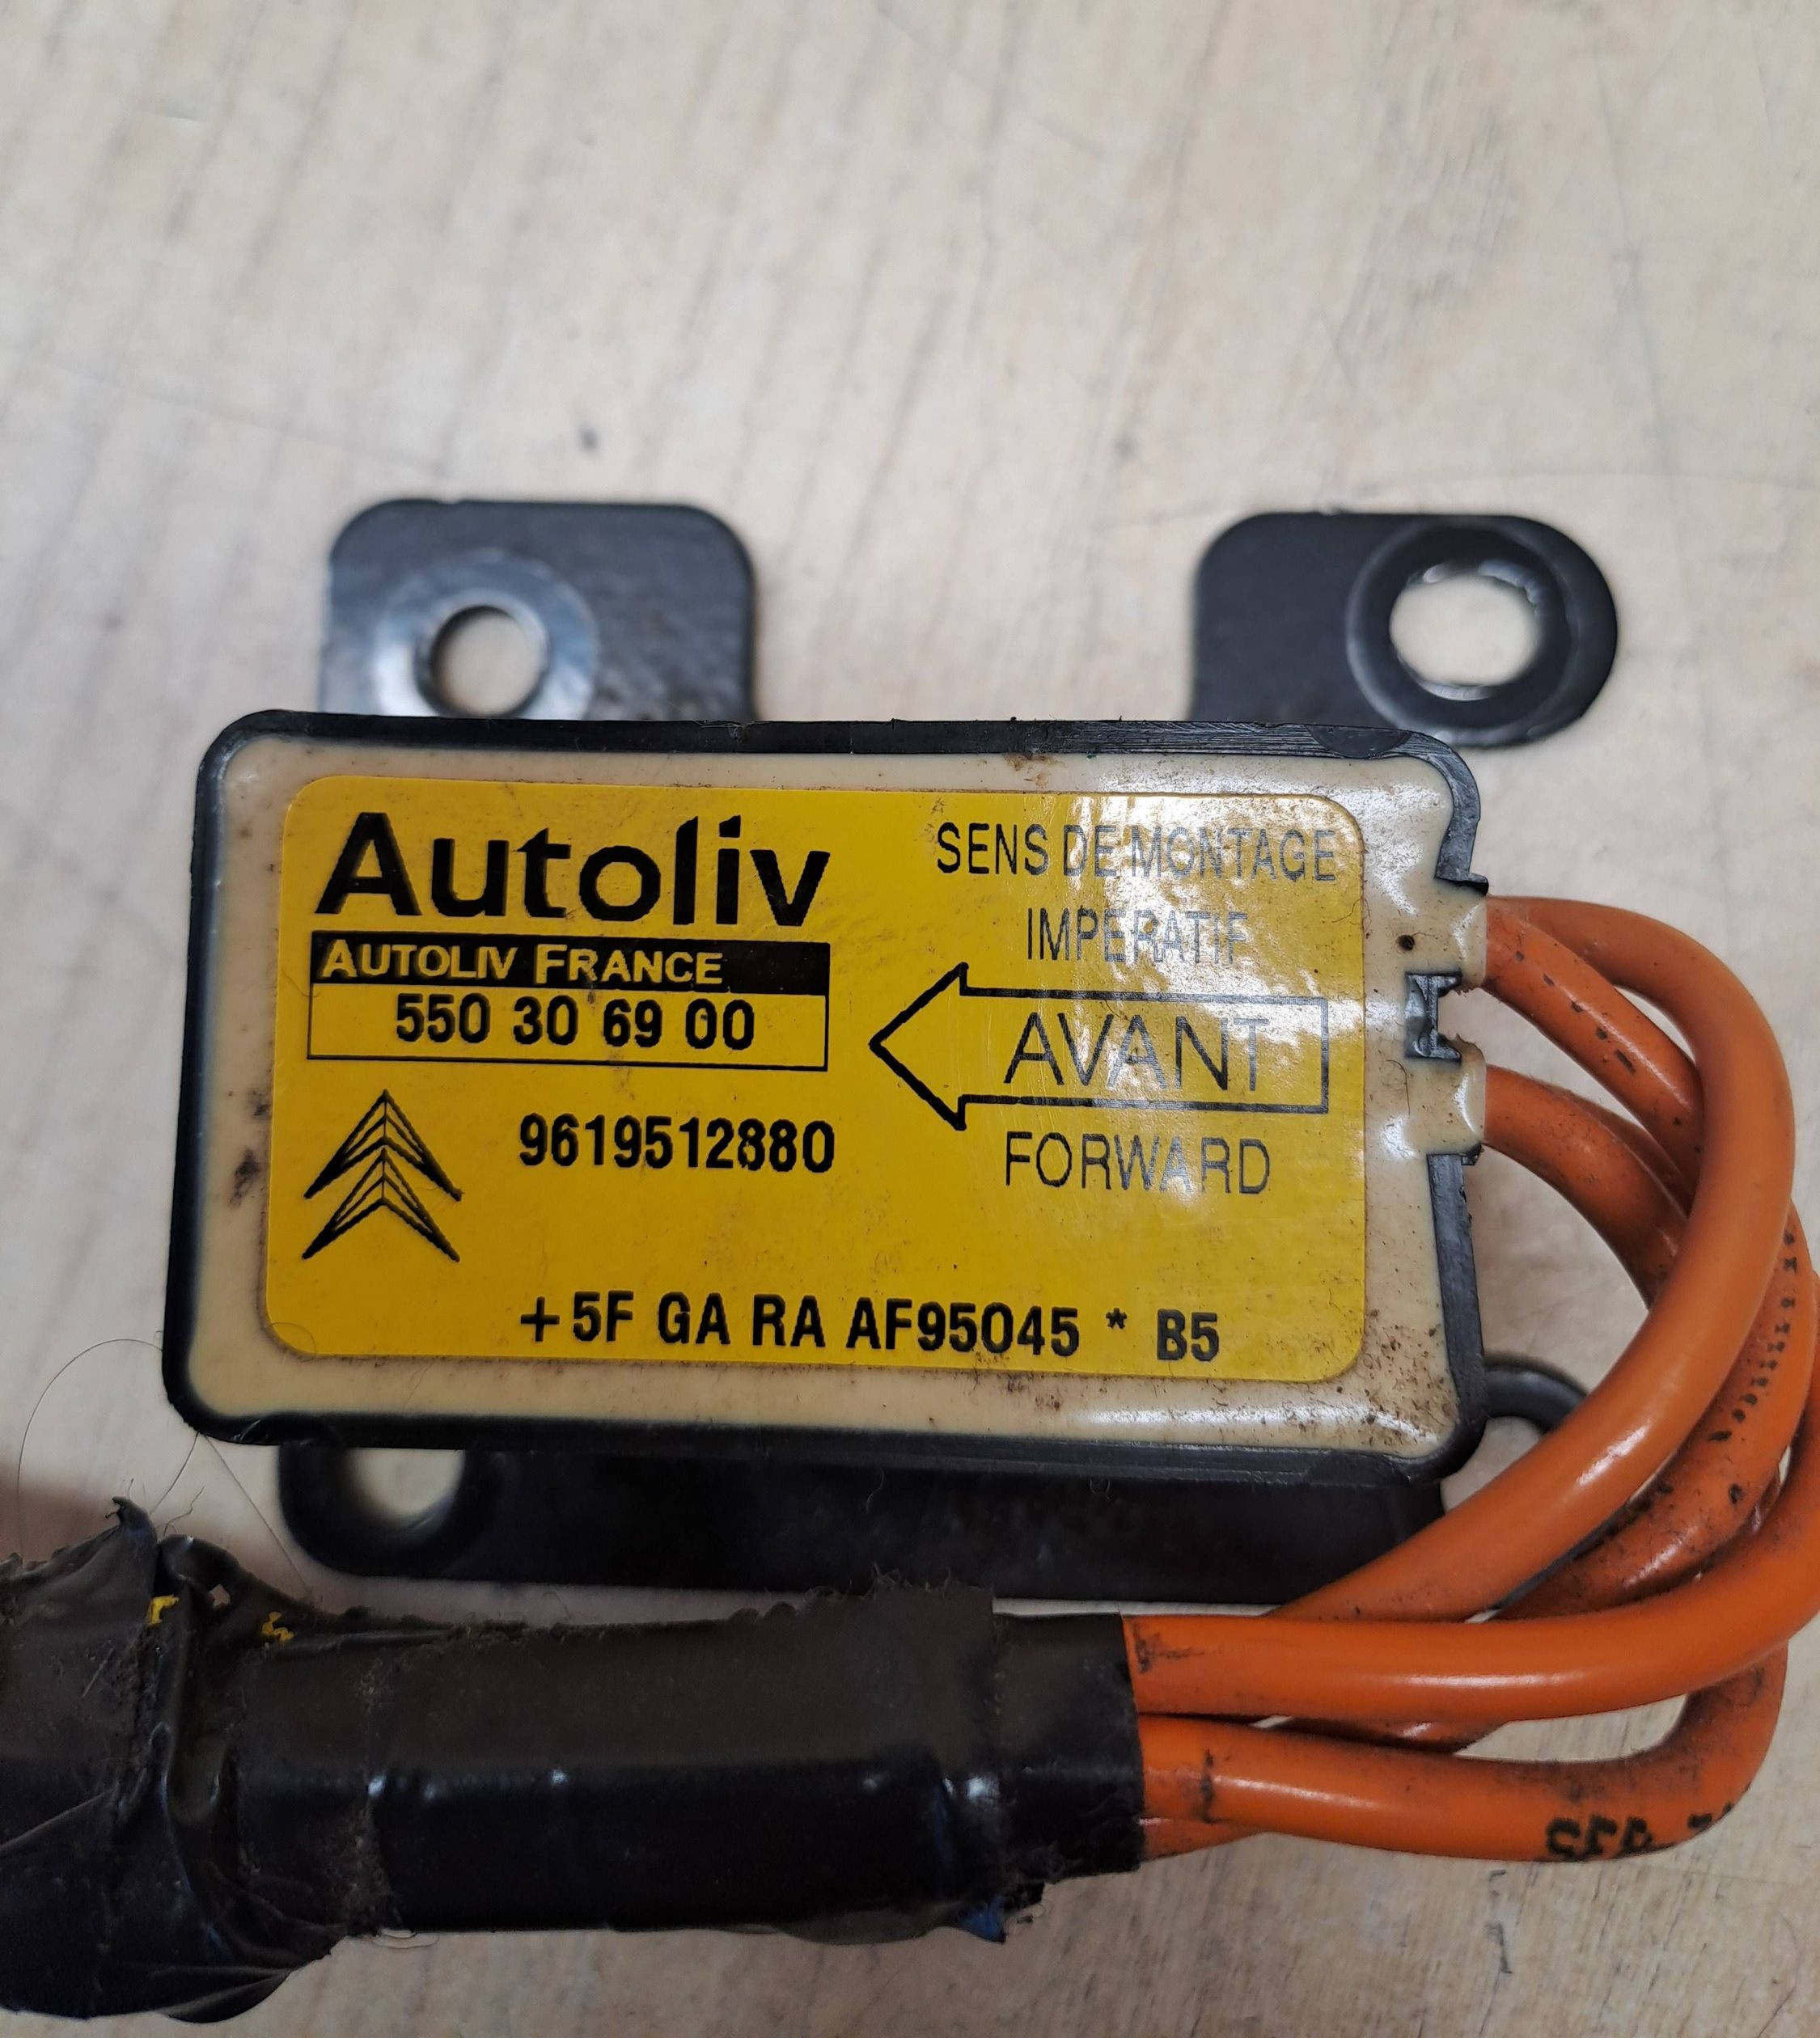 Autoliv
AUTOLIV FRANCE
550 30 69 00
9619512880
SENS DE MONTAGE
IMPERATIF
AVANT
FORWARD
+5F GA RA AF95045 * B5